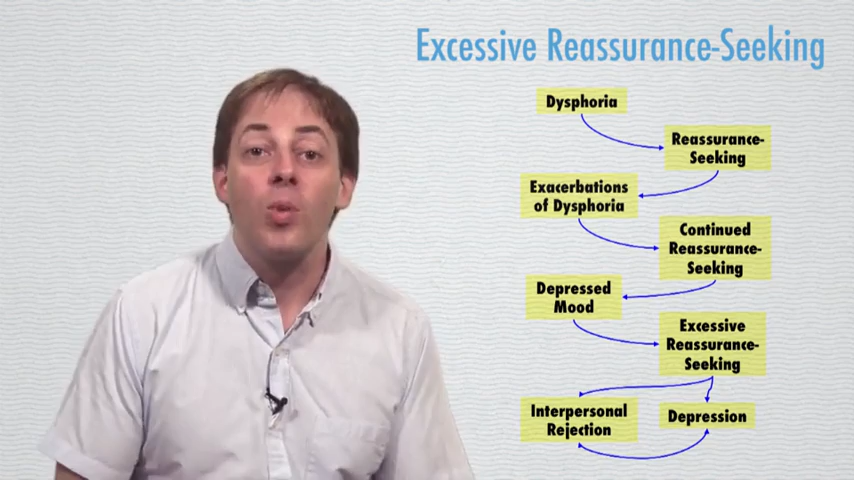 Excessive Reassurance-Seeking
Dysphoria
Reassurance-
Seeking
Exacerbations
of Dysphoria
Continued
Reassurance-
Seeking
Depressed
Mood
Excessive
Reassurance-
Seeking
Interpersonal
Rejection
Depression